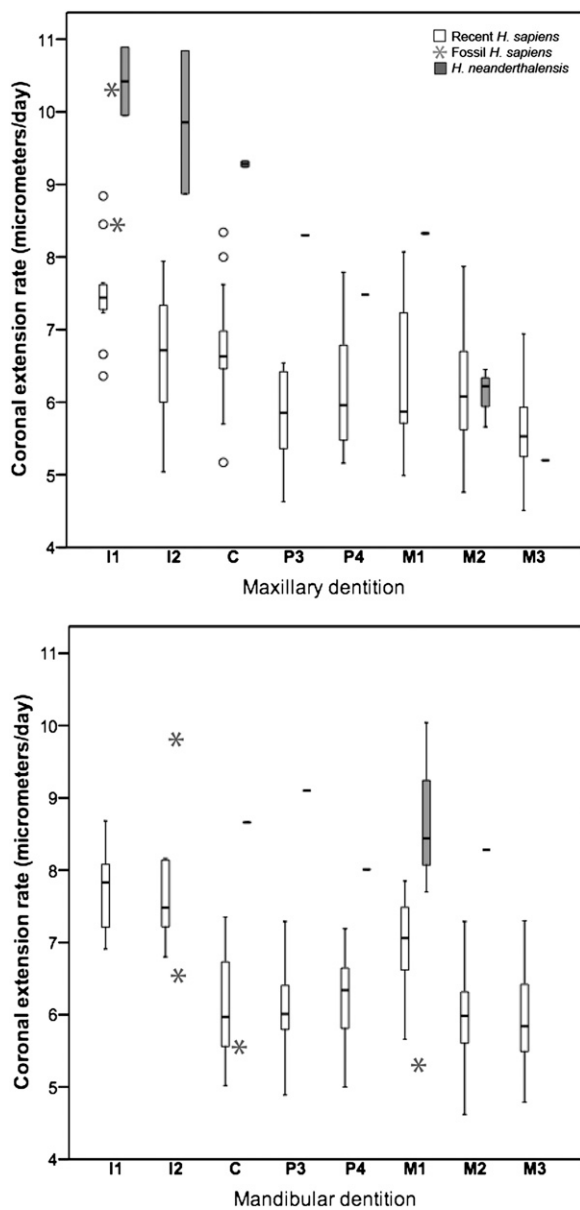 Recent H. sapiens
Fossil H. sapiens
H. neanderthalensis
Coronal extension rate (micrometers/day)
11
10
9
8
7
6
5
4
I1 I2 C P3 P4 M1 M2 M3
Maxillary dentition
Coronal extension rate (micrometers/day)
11
10
9
8
7
6
5
4
I1 I2 C P3 P4 M1 M2 M3
Mandibular dentition